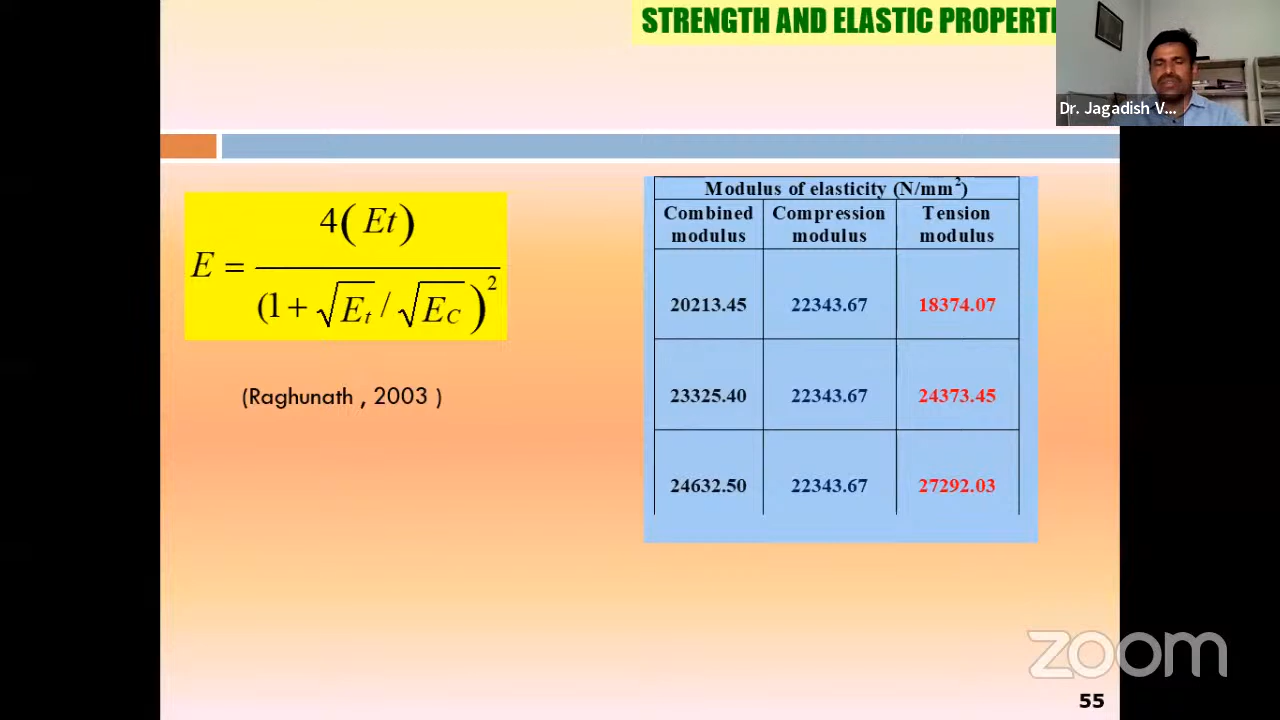 STRENGTH AND ELASTIC PROPERTI
Dr. Jagadish V...
E = 4(Et) / (1 + √E_t / √E_C)^2
(Raghunath , 2003 )
Modulus of elasticity (N/mm²)
Combined modulus Compression modulus Tension modulus
20213.45 22343.67 18374.07
23325.40 22343.67 24373.45
24632.50 22343.67 27292.03
zoom
55